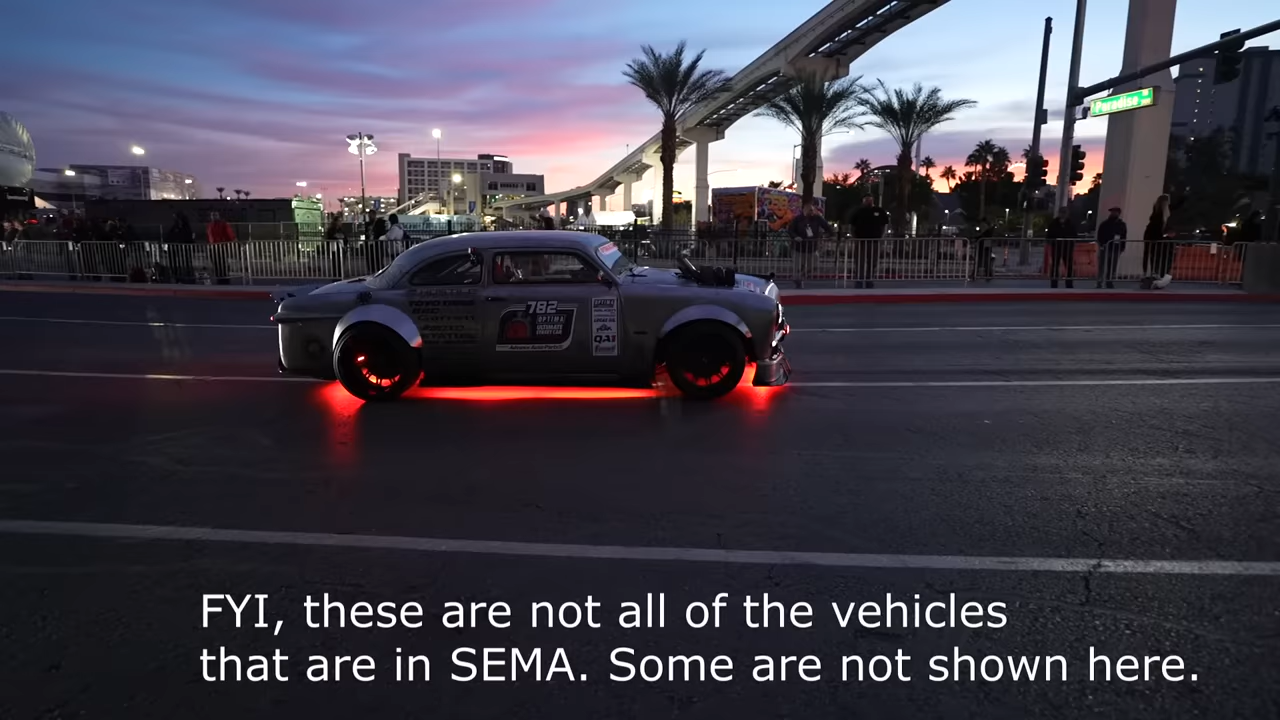 Paradise
782
OPTIMA
ULTIMATE
STREET CAR
QA1
FYI, these are not all of the vehicles
that are in SEMA. Some are not shown here.